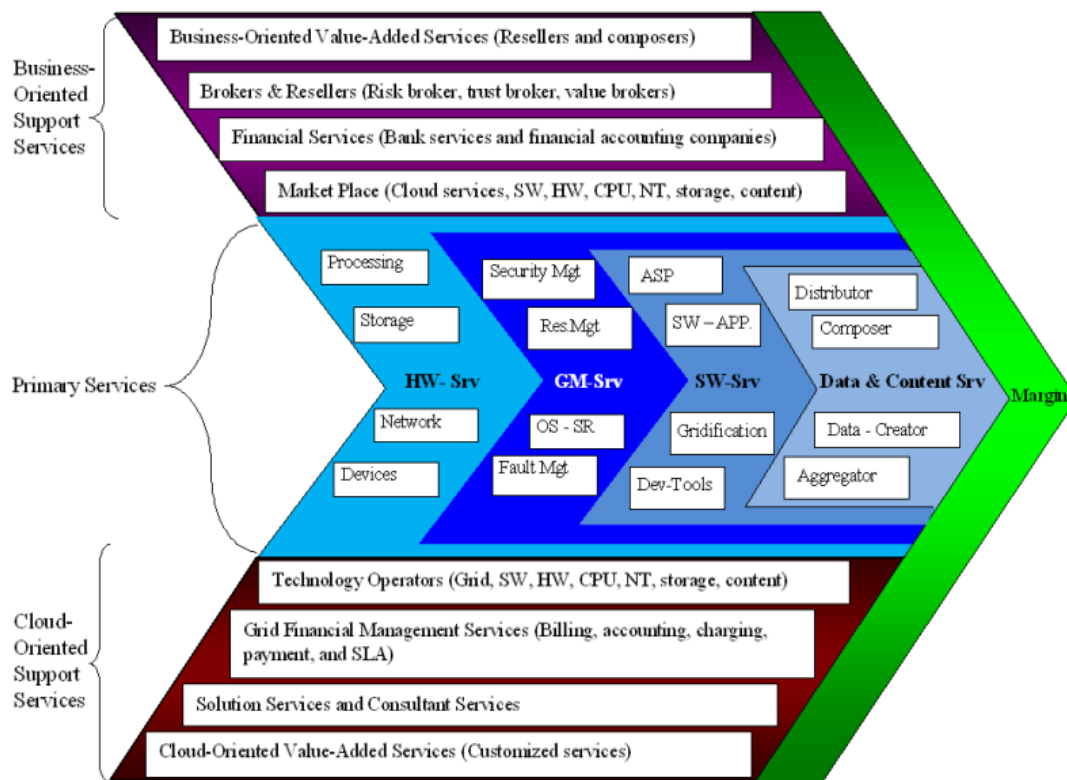 Business-Oriented Value-Added Services (Resellers and composers)
Business-
Oriented
Support
Services
Brokers & Resellers (Risk broker, trust broker, value brokers)
Financial Services (Bank services and financial accounting companies)
Market Place (Cloud services, SW, HW, CPU, NT, storage, content)
Primary Services
Processing
Storage
HW- Srv
Network
Devices
Security Mgt
Res.Mgt
GM-Srv
OS - SR
Fault Mgt
ASP
SW – APP.
SW-Srv
Gridification
Dev-Tools
Distributor
Composer
Data & Content Srv
Data - Creator
Aggregator
Margin
Cloud-
Oriented
Support
Services
Technology Operators (Grid, SW, HW, CPU, NT, storage, content)
Grid Financial Management Services (Billing, accounting, charging,
payment, and SLA)
Solution Services and Consultant Services
Cloud-Oriented Value-Added Services (Customized services)